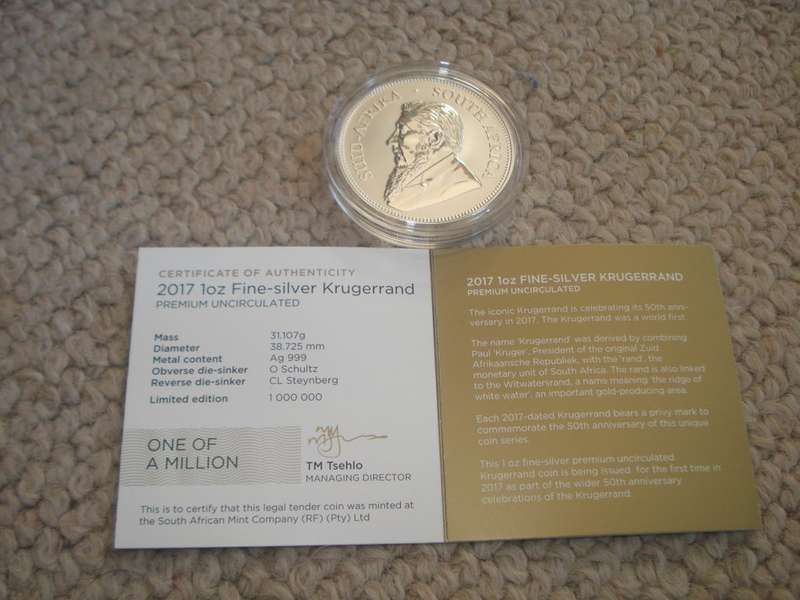 SUID-AFRIKA · SOUTH AFRICA
CERTIFICATE OF AUTHENTICITY
2017 1oz Fine-silver Krugerrand
PREMIUM UNCIRCULATED
Mass 31.107g
Diameter 38.725 mm
Metal content Ag 999
Obverse die-sinker O Schultz
Reverse die-sinker CL Steynberg
Limited edition 1 000 000
ONE OF
A MILLION
TM Tsehlo
MANAGING DIRECTOR
This is to certify that this legal tender coin was minted at
the South African Mint Company (RF) (Pty) Ltd
2017 1oz FINE-SILVER KRUGERRAND
PREMIUM UNCIRCULATED
The iconic Krugerrand is celebrating its 50th ann-
versary in 2017. The Krugerrand was a world first.
The name 'Krugerrand' was derived by combining
Paul 'Kruger', President of the original Zuid
Afrikaansche Republiek, with the 'rand', the
monetary unit of South Africa. The rand is also linked
to the Witwatersrand, a name meaning 'the ridge of
white water', an important gold-producing area.
Each 2017-dated Krugerrand bears a privy mark to
commemorate the 50th anniversary of this unique
coin series.
This 1 oz fine-silver premium uncirculated
Krugerrand coin is being issued for the first time in
2017 as part of the wider 50th anniversary
celebrations of the Krugerrand.